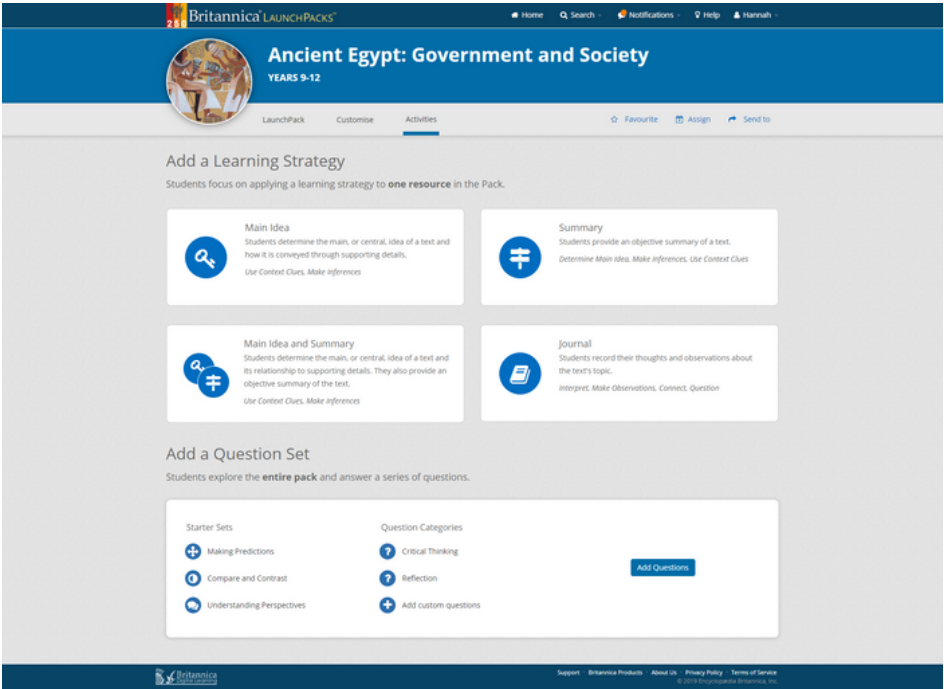 250 Britannica® LAUNCHPACKS™
Home Search Notifications Help Hannah
Ancient Egypt: Government and Society
YEARS 9-12
LaunchPack Customise Activities Favourite Assign Send to
Add a Learning Strategy
Students focus on applying a learning strategy to one resource in the Pack.
Main Idea
Students determine the main, or central, idea of a text and
how it is conveyed through supporting details.
Use Context Clues, Make Inferences
Summary
Students provide an objective summary of a text.
Determine Main Idea, Make Inferences, Use Context Clues
Main Idea and Summary
Students determine the main, or central, idea of a text and
its relationship to supporting details. They also provide an
objective summary of the text.
Use Context Clues, Make Inferences
Journal
Students record their thoughts and observations about
the text's topic.
Interpret, Make Observations, Connect, Question
Add a Question Set
Students explore the entire pack and answer a series of questions.
Starter Sets
Making Predictions
Compare and Contrast
Understanding Perspectives
Question Categories
Critical Thinking
Reflection
Add custom questions
Add Questions
Britannica
Digital Learning
Support · Britannica Products · About Us · Privacy Policy · Terms of Service
© 2019 Encyclopædia Britannica, Inc.